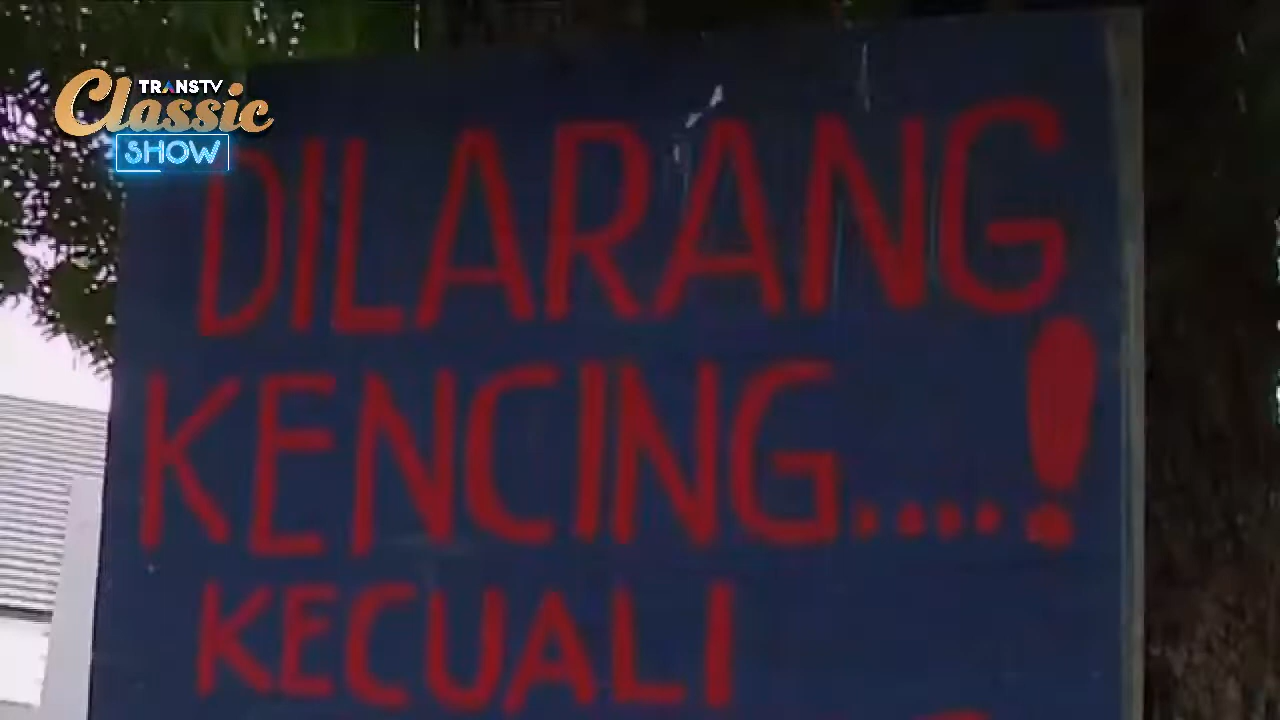 TRANSTV
Classic
SHOW
DILARANG
KENCING....!
KECUALI